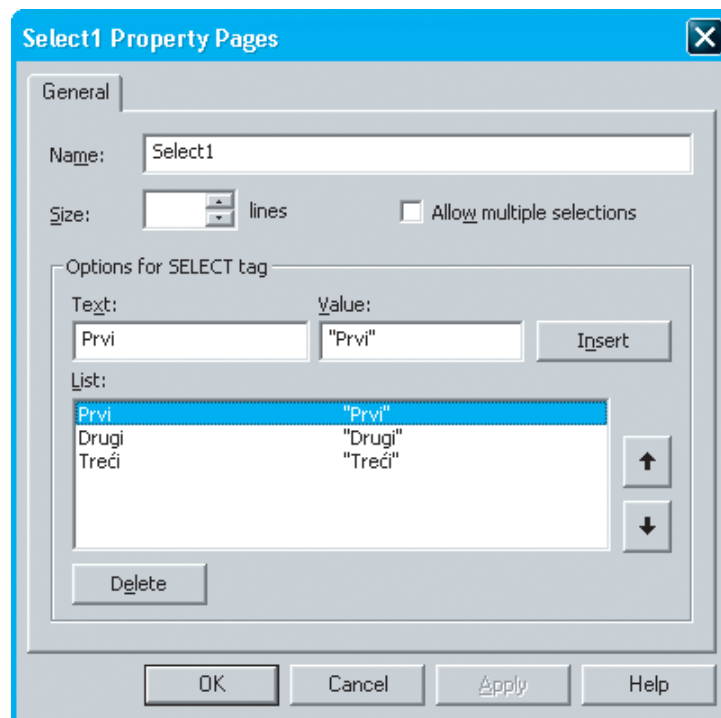 Select1 Property Pages
General
Name: Select1
Size: lines Allow multiple selections
Options for SELECT tag
Text: Value:
Prvi "Prvi" Insert
List:
Prvi "Prvi"
Drugi "Drugi"
Treći "Treći"
Delete
OK Cancel Apply Help